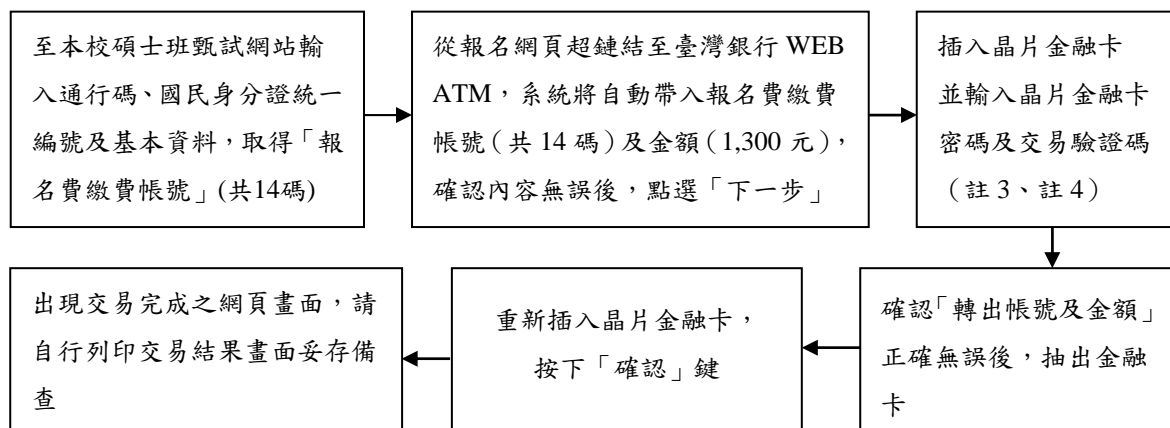 至本校碩士班甄試網站輸
入通行碼、國民身分證統一
編號及基本資料，取得「報
名費繳費帳號」(共14碼)
從報名網頁超鏈結至臺灣銀行 WEB
ATM，系統將自動帶入報名費繳費
帳號（共 14 碼）及金額（1,300 元），
確認內容無誤後，點選「下一步」
插入晶片金融卡
並輸入晶片金融卡
密碼及交易驗證碼
（註 3、註 4）
確認「轉出帳號及金額」
正確無誤後，抽出金融
卡
重新插入晶片金融卡，
按下「確認」鍵
出現交易完成之網頁畫面，請
自行列印交易結果畫面妥存備
查